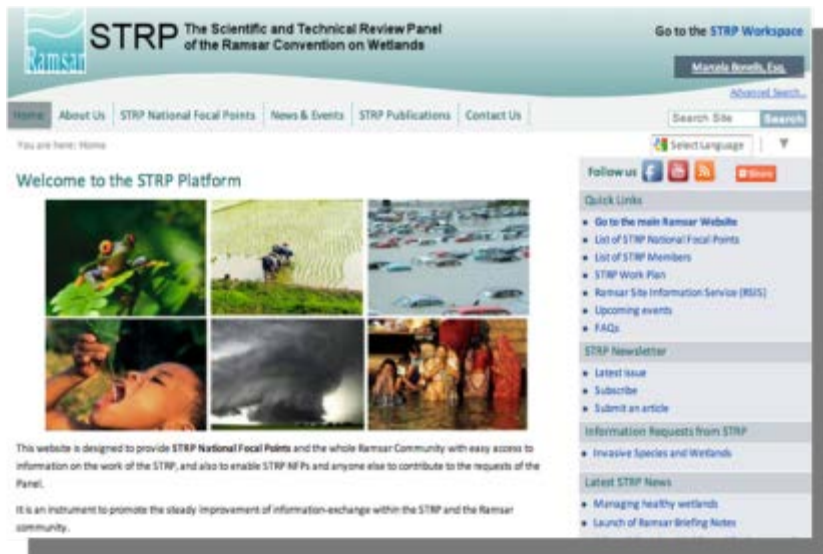 Ramsar
STRP The Scientific and Technical Review Panel
of the Ramsar Convention on Wetlands
Go to the STRP Workspace
Marcela Bonells, Esq.
Advanced Search...
Home About Us STRP National Focal Points News & Events STRP Publications Contact Us
Search Site Search
You are here: Home
Select Language ▼
Welcome to the STRP Platform
This website is designed to provide STRP National Focal Points and the whole Ramsar Community with easy access to
information on the work of the STRP, and also to enable STRP NFPs and anyone else to contribute to the requests of the
Panel.
It is an instrument to promote the steady improvement of information-exchange within the STRP and the Ramsar
community.
Follow us
Share
Quick Links
Go to the main Ramsar Website
List of STRP National Focal Points
List of STRP Members
STRP Work Plan
Ramsar Site Information Service (RSIS)
Upcoming events
FAQs
STRP Newsletter
Latest issue
Subscribe
Submit an article
Information Requests from STRP
Invasive Species and Wetlands
Latest STRP News
Managing healthy wetlands
Launch of Ramsar Briefing Notes